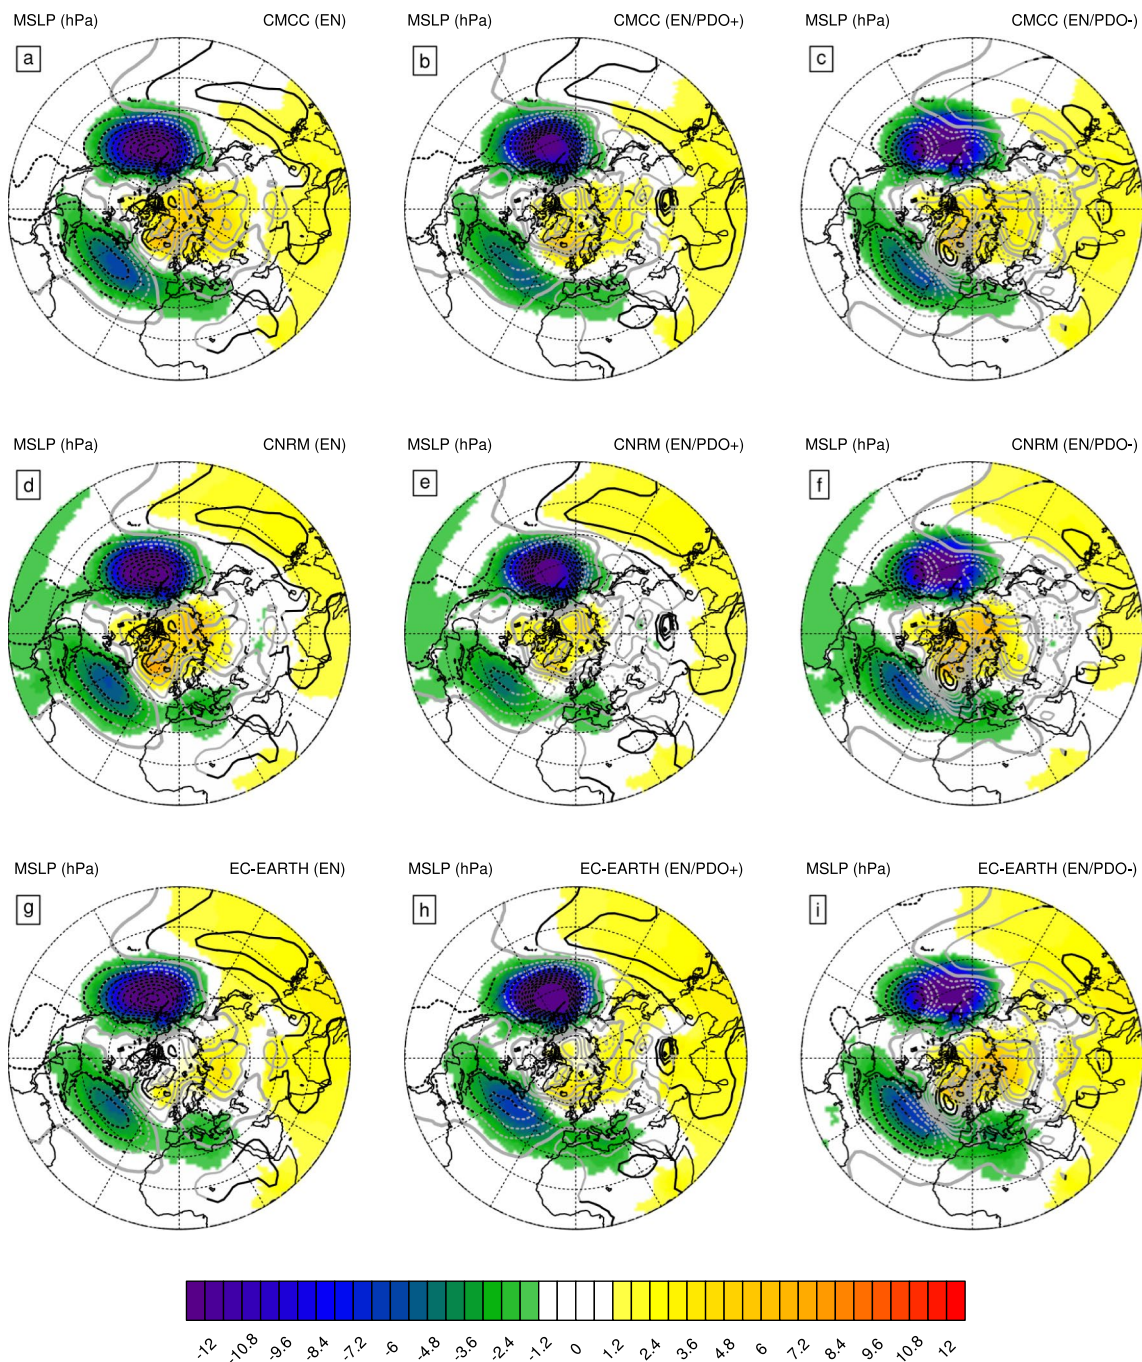 MSLP (hPa) CMCC (EN) MSLP (hPa) CMCC (EN/PDO+) MSLP (hPa) CMCC (EN/PDO-)
a b c
MSLP (hPa) CNRM (EN) MSLP (hPa) CNRM (EN/PDO+) MSLP (hPa) CNRM (EN/PDO-)
d e f
MSLP (hPa) EC-EARTH (EN) MSLP (hPa) EC-EARTH (EN/PDO+) MSLP (hPa) EC-EARTH (EN/PDO-)
g h i
-12 -10.8 -9.6 -8.4 -7.2 -6 -4.8 -3.6 -2.4 -1.2 0 1.2 2.4 3.6 4.8 6 7.2 8.4 9.6 10.8 12